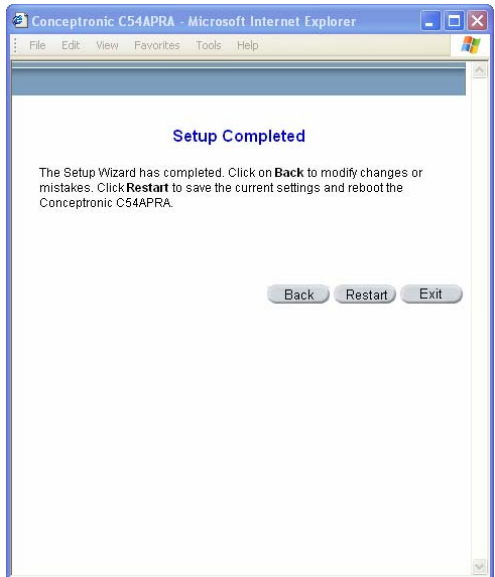 Conceptronic C54APRA - Microsoft Internet Explorer
File Edit View Favorites Tools Help
Setup Completed
The Setup Wizard has completed. Click on Back to modify changes or
mistakes. Click Restart to save the current settings and reboot the
Conceptronic C54APRA.
Back Restart Exit